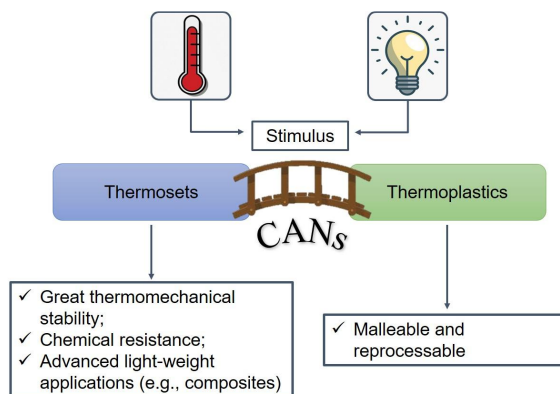 Stimulus
Thermosets
Thermoplastics
CANs
✓ Great thermomechanical
stability;
✓ Chemical resistance;
✓ Advanced light-weight
applications (e.g., composites)
✓ Malleable and
reprocessable